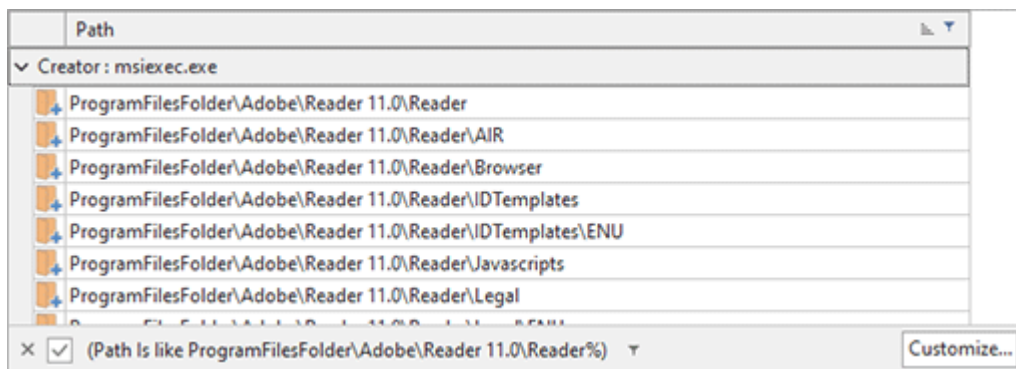 Path
Creator : msiexec.exe
ProgramFilesFolder\Adobe\Reader 11.0\Reader
ProgramFilesFolder\Adobe\Reader 11.0\Reader\AIR
ProgramFilesFolder\Adobe\Reader 11.0\Reader\Browser
ProgramFilesFolder\Adobe\Reader 11.0\Reader\IDTemplates
ProgramFilesFolder\Adobe\Reader 11.0\Reader\IDTemplates\ENU
ProgramFilesFolder\Adobe\Reader 11.0\Reader\Javascripts
ProgramFilesFolder\Adobe\Reader 11.0\Reader\Legal
(Path Is like ProgramFilesFolder\Adobe\Reader 11.0\Reader%) Customize...